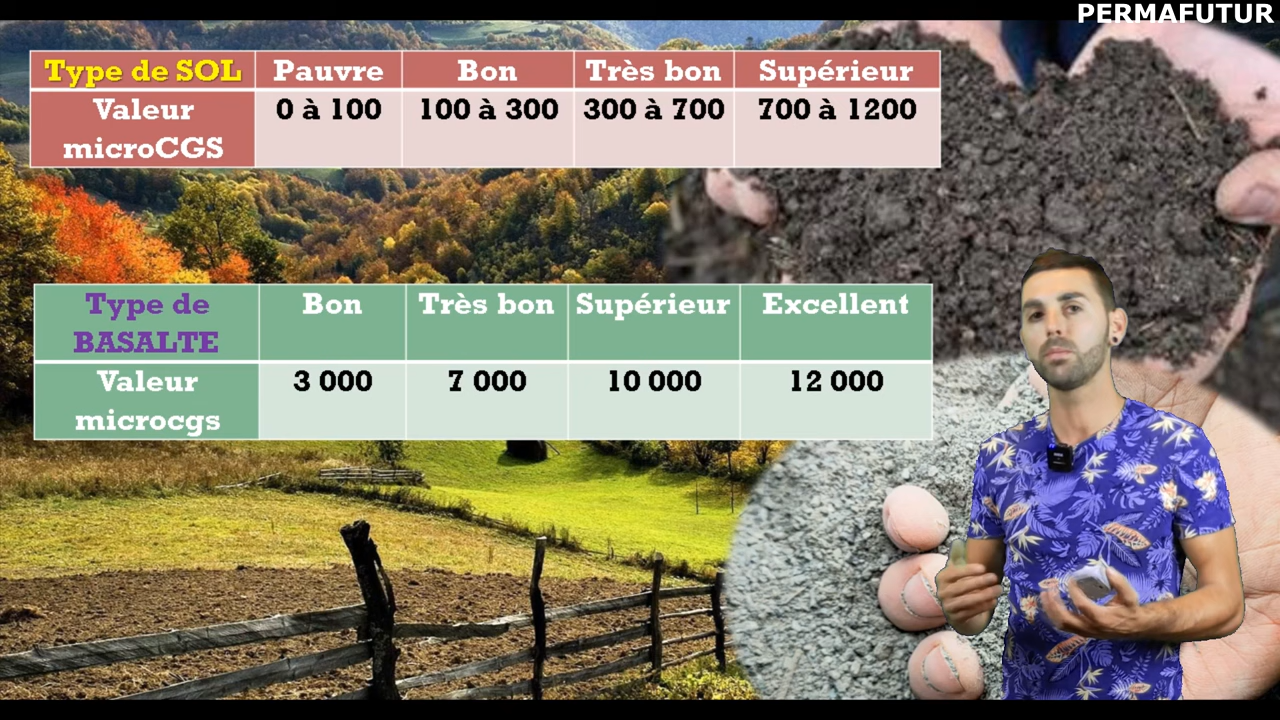 PERMAFUTUR
Type de SOL Pauvre Bon Très bon Supérieur
Valeur microCGS 0 à 100 100 à 300 300 à 700 700 à 1200
Type de BASALTE Bon Très bon Supérieur Excellent
Valeur microcgs 3 000 7 000 10 000 12 000